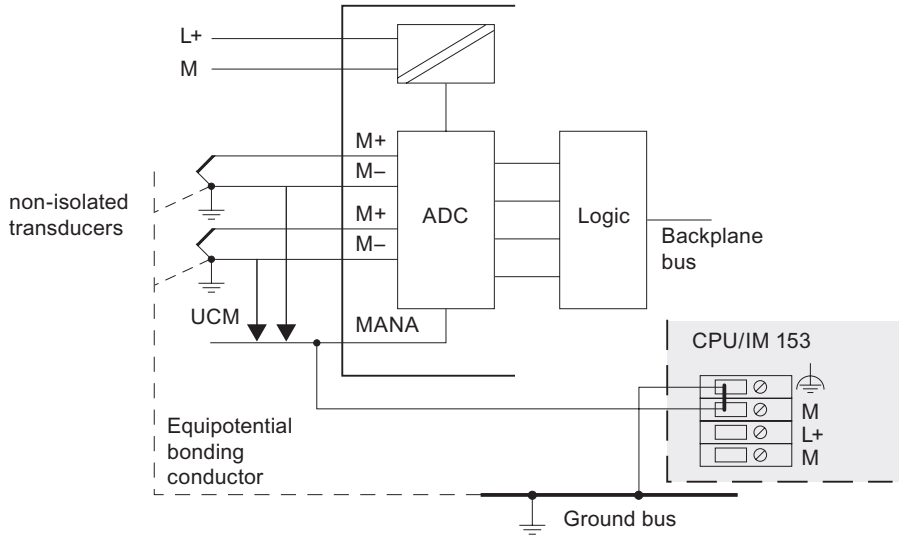 L+
M
M+
M–
M+
M–
non-isolated
transducers
ADC
Logic
Backplane
bus
UCM
MANA
CPU/IM 153
M
L+
M
Equipotential
bonding
conductor
Ground bus